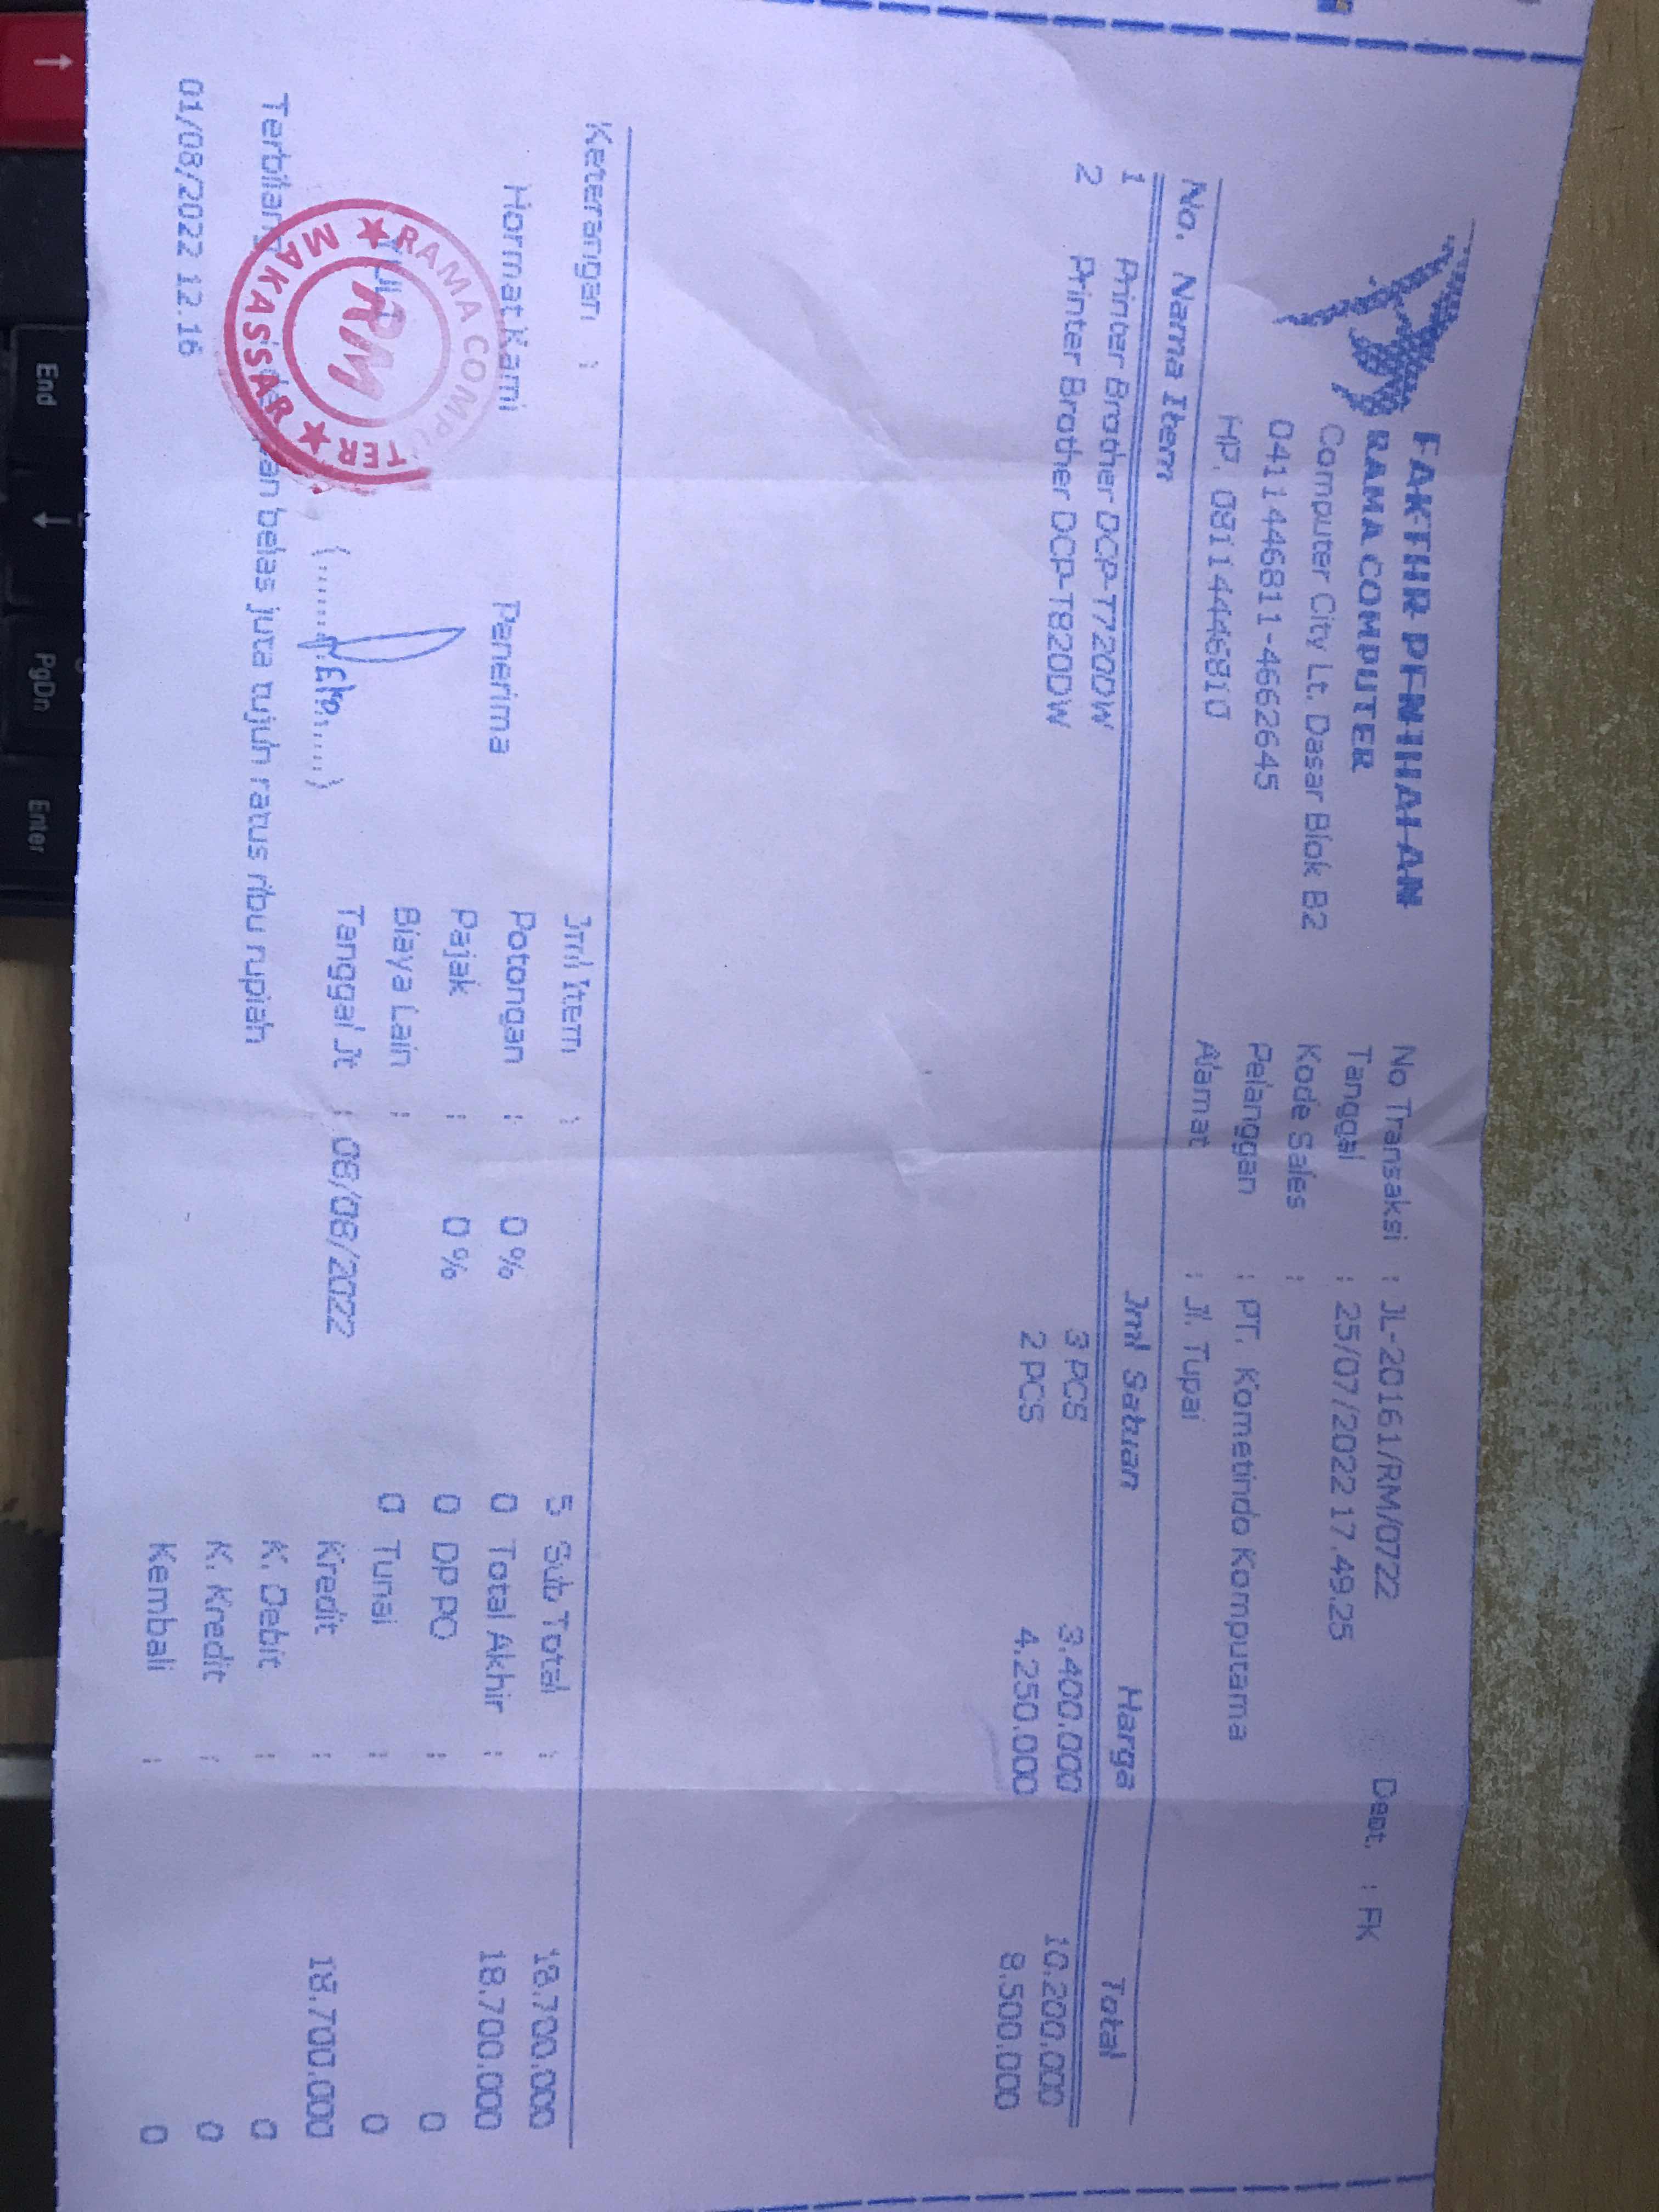 FAKTUR PENJUALAN
RAMA COMPUTER
Computer City Lt. Dasar Blok B2
0411446811-4662645
HP. 08114446810
No Transaksi : JL-20161/RM/0722 Dept. : FK
Tanggal : 25/07/2022 17.49.25
Kode Sales :
Pelanggan : PT. Kometindo Komputama
Alamat : Jl. Tupai
No. Nama Item Jml Satuan Harga Total
1 Printer Brother DCP-T720DW 3 PCS 3.400.000 10.200.000
2 Printer Brother DCP-T820DW 2 PCS 4.250.000 8.500.000
Keterangan : Jml Item : 5 Sub Total : 18.700.000
Hormat Kami Penerima Potongan : 0 % 0 Total Akhir : 18.700.000
Pajak : 0 % 0 DP PO : 0
Biaya Lain : 0 Tunai : 0
Tanggal Jt : 08/08/2022 Kredit : 18.700.000
K. Debit : 0
K. Kredit : 0
Kembali : 0
RAMA COMPUTER
RM
MAKASSAR
Terbilang belas juta tujuh ratus ribu rupiah
01/08/2022 12.16
↑
End
↓
PgDn
Enter